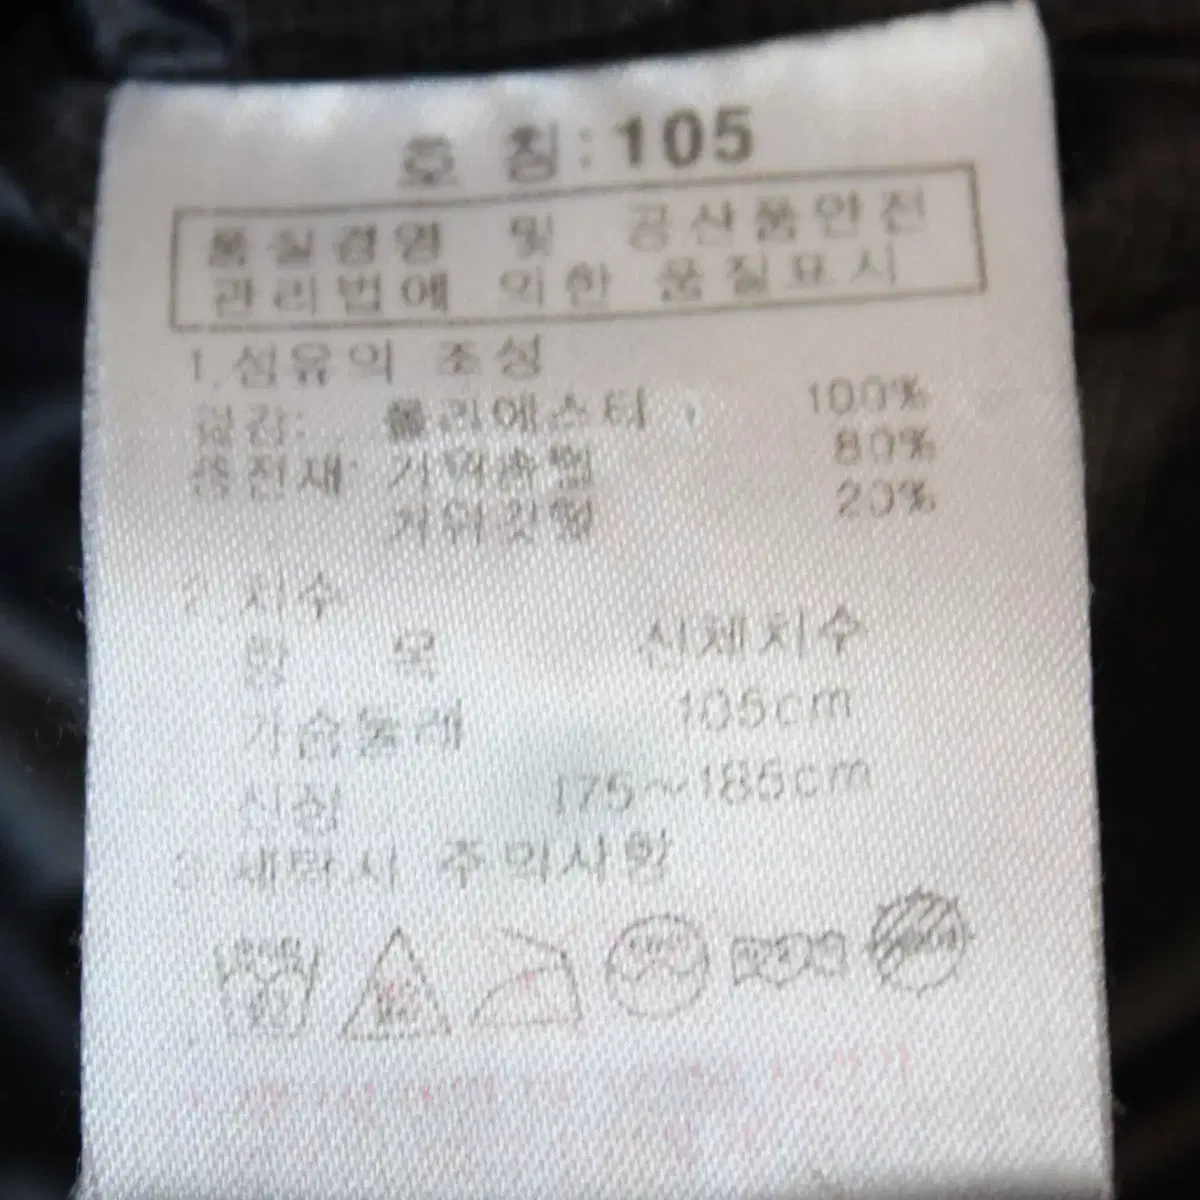 호 칭:105
품질경영 및 공산품안전
관리법에 의한 품질표시
1.섬유의 조성
겉감: 폴리에스터 100%
충전재: 거위솜털 80%
거위깃털 20%
2.치수
항 목 신체치수
가슴둘레 105cm
신장 175~185cm
3.세탁시 주의사항